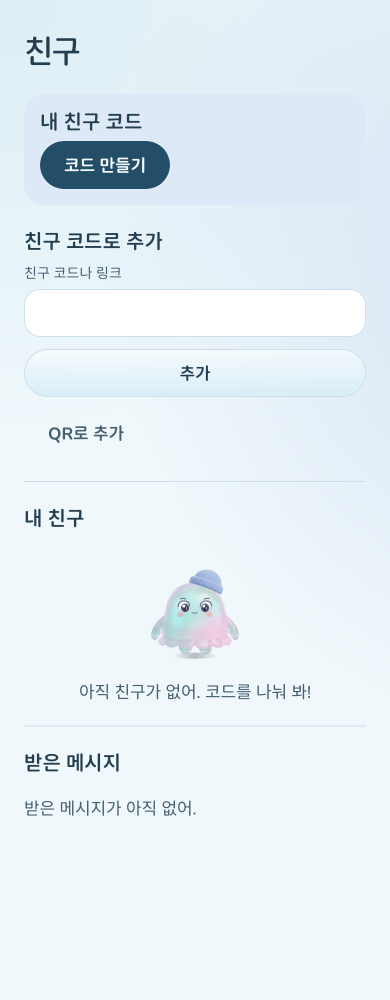 친구
내 친구 코드
코드 만들기
친구 코드로 추가
친구 코드나 링크
추가
QR로 추가
내 친구
아직 친구가 없어. 코드를 나눠 봐!
받은 메시지
받은 메시지가 아직 없어.